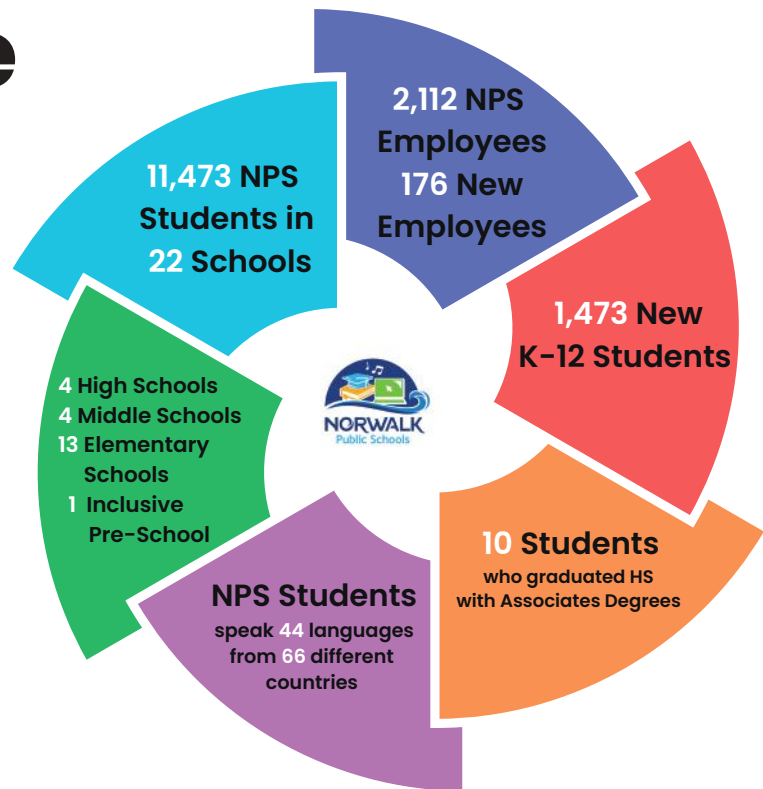 e
2,112 NPS
Employees
176 New
Employees
11,473 NPS
Students in
22 Schools
1,473 New
K-12 Students
4 High Schools
4 Middle Schools
13 Elementary
Schools
1 Inclusive
Pre-School
NORWALK
Public Schools
10 Students
who graduated HS
with Associates Degrees
NPS Students
speak 44 languages
from 66 different
countries